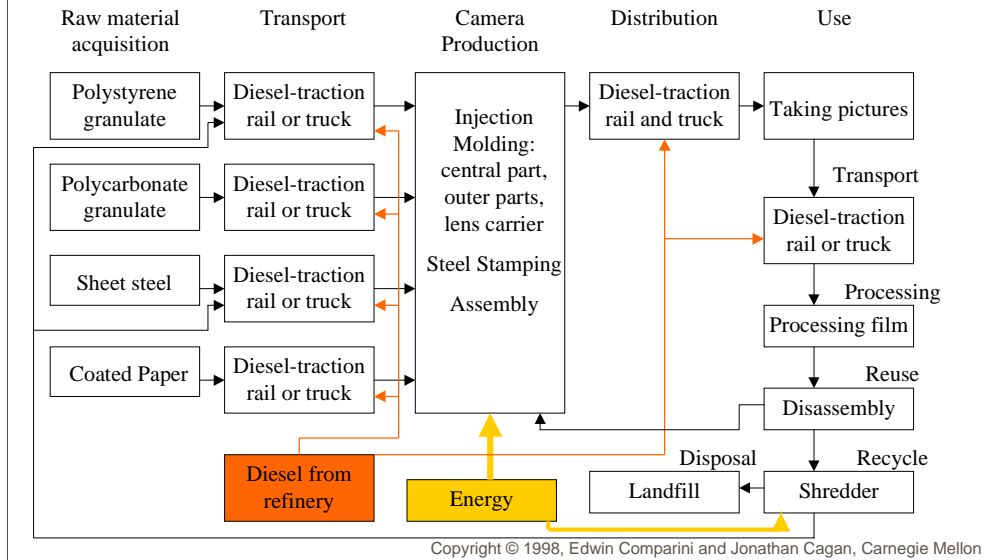 Raw material
acquisition
Transport
Camera
Production
Distribution
Use
Polystyrene
granulate
Diesel-traction
rail or truck
Injection
Molding:
central part,
outer parts,
lens carrier
Steel Stamping
Assembly
Diesel-traction
rail and truck
Taking pictures
Transport
Polycarbonate
granulate
Diesel-traction
rail or truck
Diesel-traction
rail or truck
Sheet steel
Diesel-traction
rail or truck
Processing
Processing film
Coated Paper
Diesel-traction
rail or truck
Reuse
Disassembly
Diesel from
refinery
Energy
Disposal
Landfill
Recycle
Shredder
Copyright © 1998, Edwin Comparini and Jonathan Cagan, Carnegie Mellon